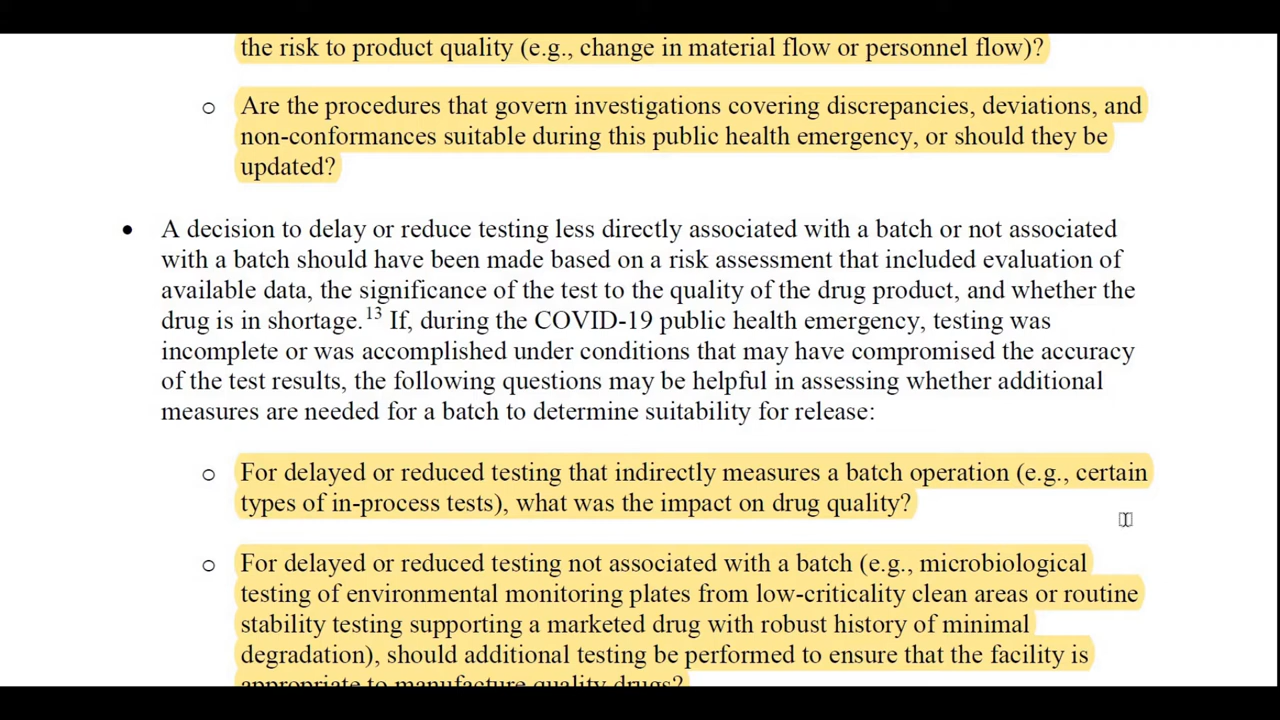 the risk to product quality (e.g., change in material flow or personnel flow)?
o Are the procedures that govern investigations covering discrepancies, deviations, and
non-conformances suitable during this public health emergency, or should they be
updated?
• A decision to delay or reduce testing less directly associated with a batch or not associated
with a batch should have been made based on a risk assessment that included evaluation of
available data, the significance of the test to the quality of the drug product, and whether the
drug is in shortage.13 If, during the COVID-19 public health emergency, testing was
incomplete or was accomplished under conditions that may have compromised the accuracy
of the test results, the following questions may be helpful in assessing whether additional
measures are needed for a batch to determine suitability for release:
o For delayed or reduced testing that indirectly measures a batch operation (e.g., certain
types of in-process tests), what was the impact on drug quality?
o For delayed or reduced testing not associated with a batch (e.g., microbiological
testing of environmental monitoring plates from low-criticality clean areas or routine
stability testing supporting a marketed drug with robust history of minimal
degradation), should additional testing be performed to ensure that the facility is
appropriate to manufacture quality drugs?